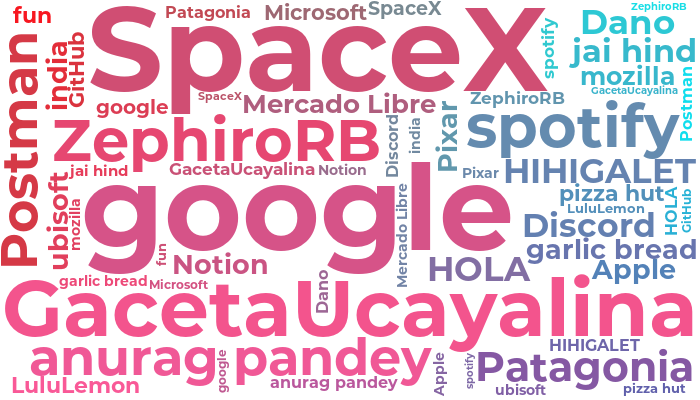 fun
Patagonia
Microsoft
SpaceX
ZephiroRB
SpaceX
Dano
Postman
india
GitHub
spotify
jai hind
mozilla
GacetaUcayalina
google
SpaceX
Mercado Libre
ZephiroRB
Postman
ZephiroRB
Discord
india
Pixar
spotify
jai hind
GacetaUcayalina
Notion
Pixar
HIHIGALET
ubisoft
mozilla
google
Mercado Libre
pizza hut
LuluLemon
HOLA
GitHub
Discord
fun
Notion
garlic bread
HOLA
Apple
garlic bread
Microsoft
Dano
GacetaUcayalina
anurag pandey
HIHIGALET
LuluLemon
google
anurag pandey
Apple
spotify
Patagonia
ubisoft
pizza hut